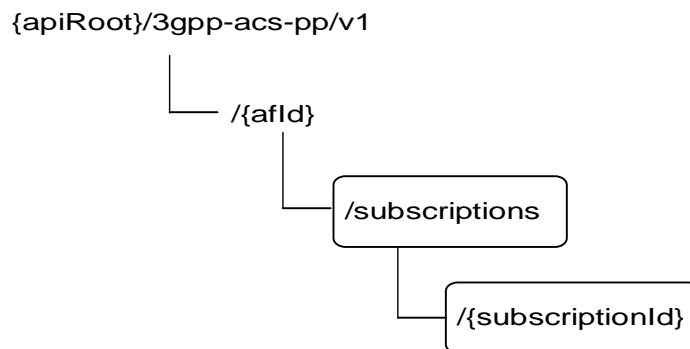 {apiRoot}/3gpp-acs-pp/v1
/{afId}
/subscriptions
/{subscriptionId}